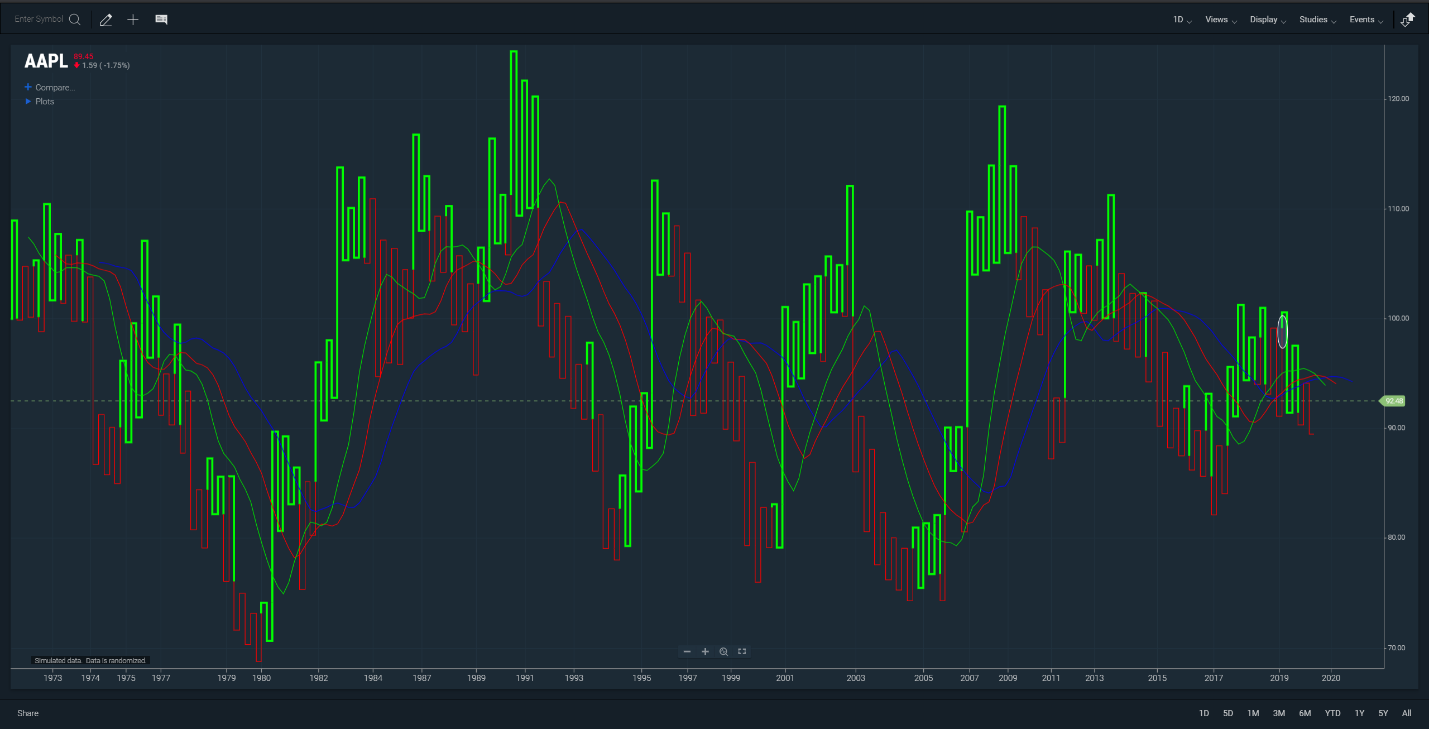 Enter Symbol 1D Views Display Studies Events
AAPL 89.45
1.59 ( -1.75%)
Compare...
Plots
120.00
110.00
100.00
92.48
90.00
80.00
70.00
Simulated data. Data is randomized.
1973 1974 1975 1977 1979 1980 1982 1984 1987 1989 1991 1993 1995 1997 1999 2001 2003 2005 2007 2009 2011 2013 2015 2017 2019 2020
Share 1D 5D 1M 3M 6M YTD 1Y 5Y All